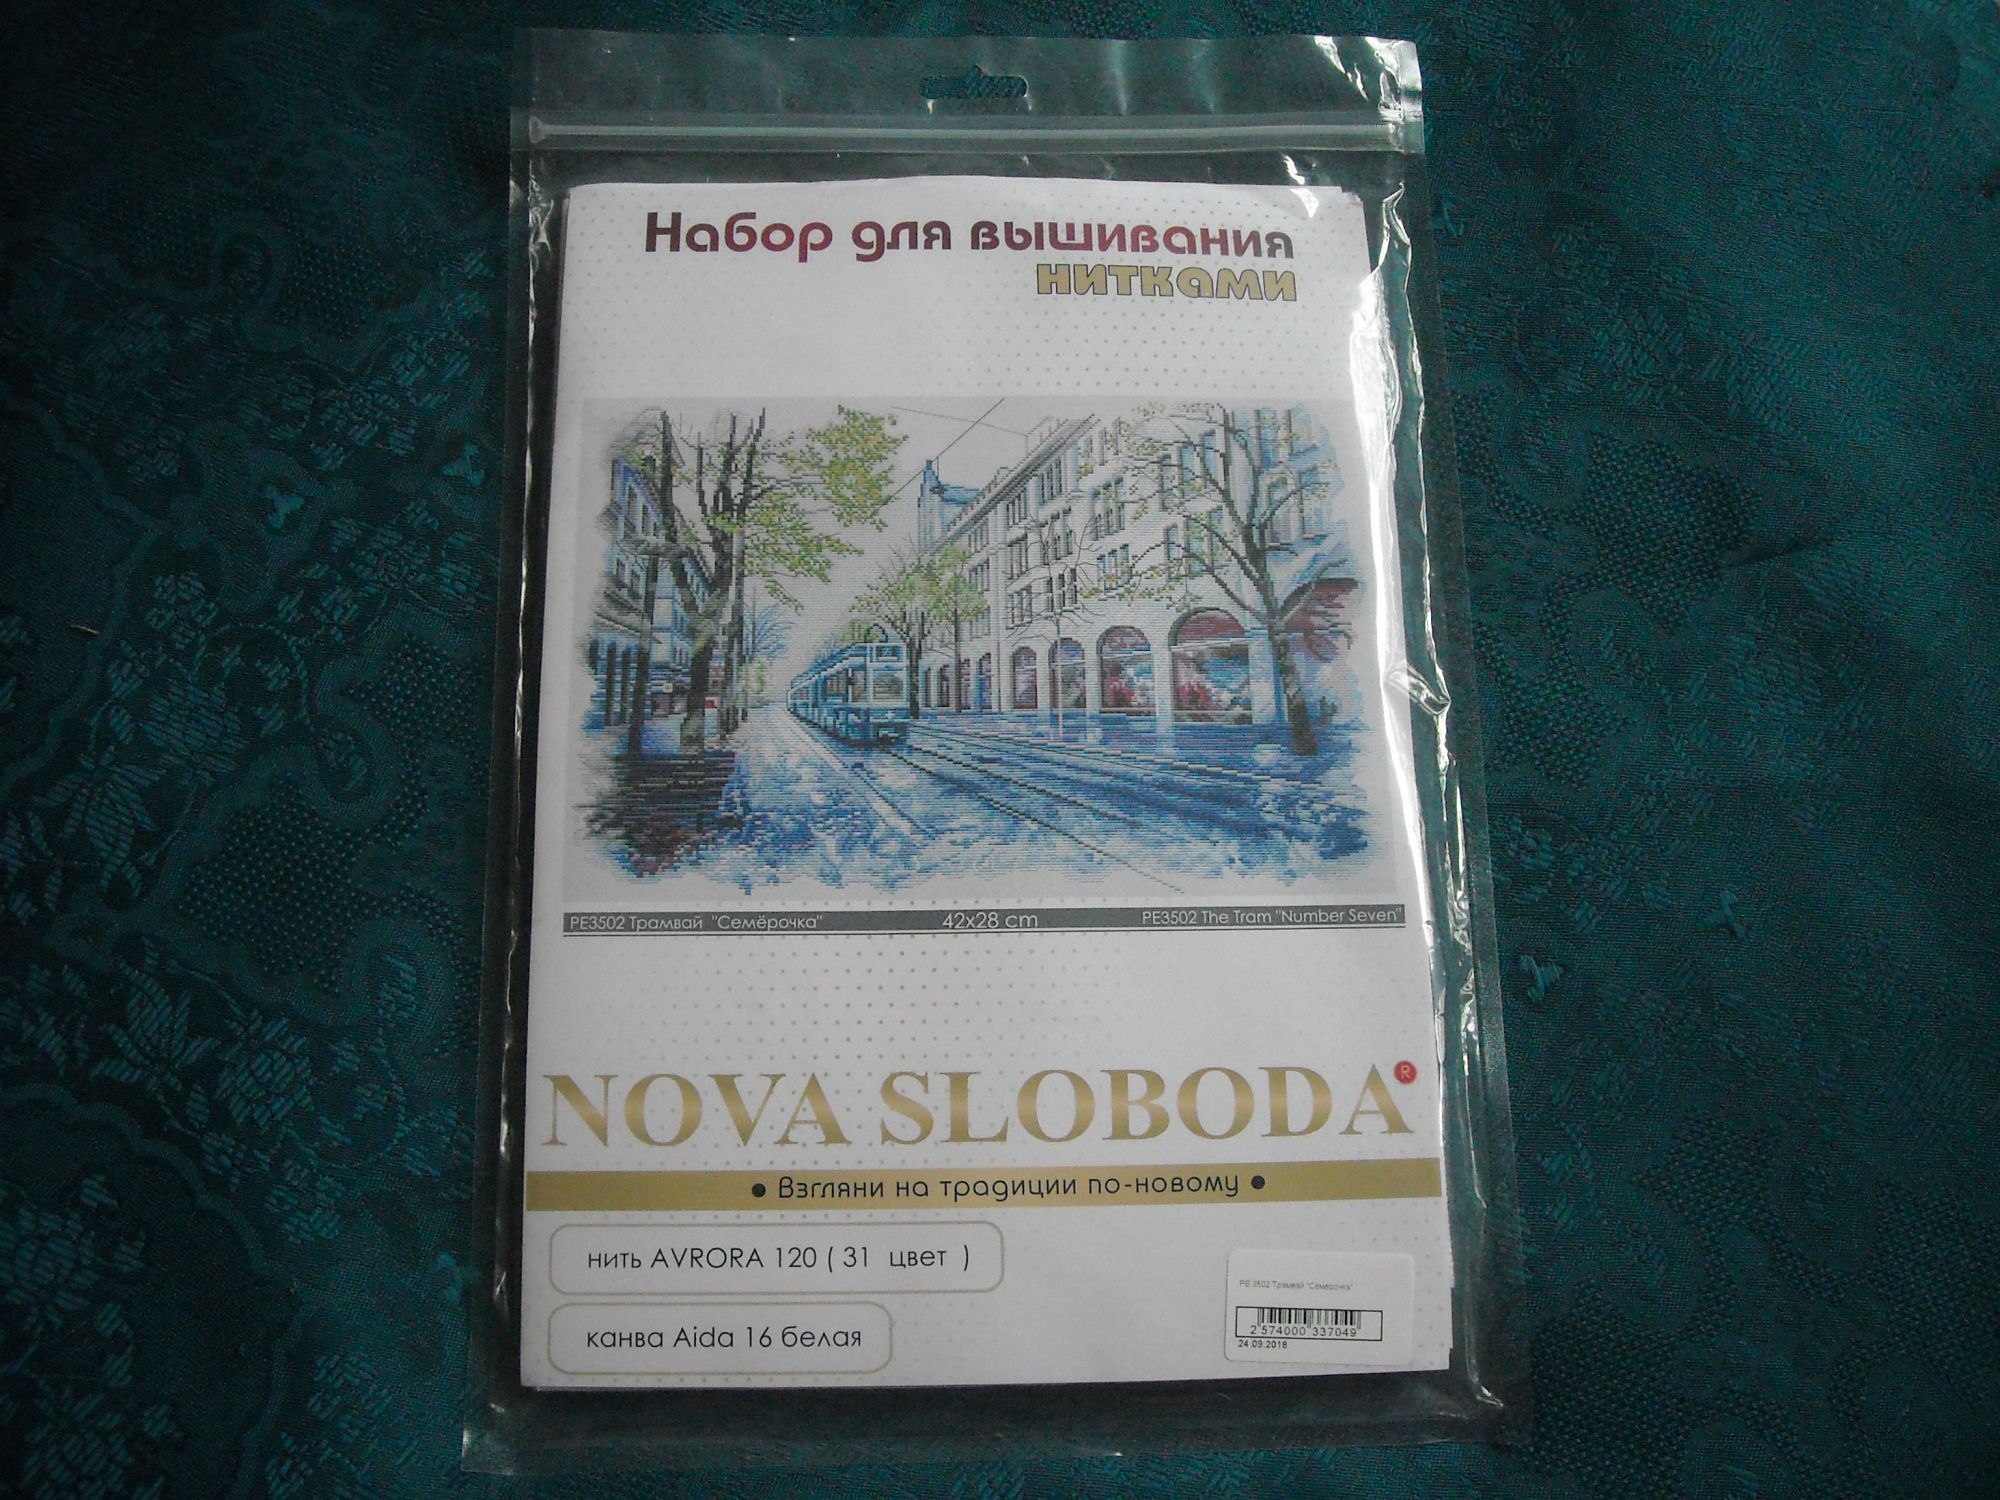 Набор для вышивания
нитками
РЕ3502 Трамвай "Семёрочка" 42x28 cm PE3502 The Tram "Number Seven"
NOVA SLOBODA ®
• Взгляни на традиции по-новому •
нить AVRORA 120 ( 31 цвет )
канва Aida 16 белая
РЕ 3502 Трамвай "Семерочка"
2 574000 337049
24.09.2018